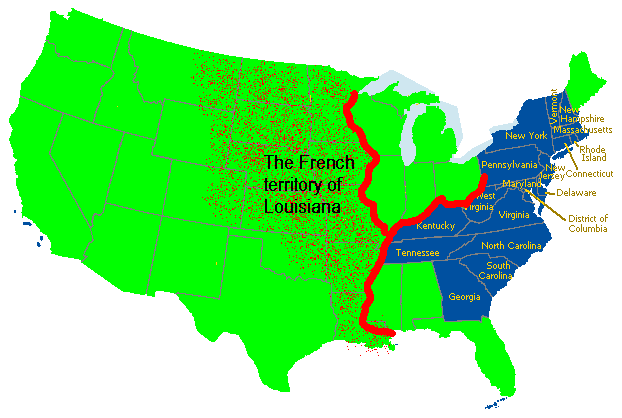 The French
territory of
Louisiana
Vermont
New
Hampshire
Massachusetts
New York
Rhode
Island
Connecticut
Pennsylvania
New
Jersey
Maryland
Delaware
West
Virginia
Virginia
District of
Columbia
Kentucky
Tennessee
North Carolina
South
Carolina
Georgia